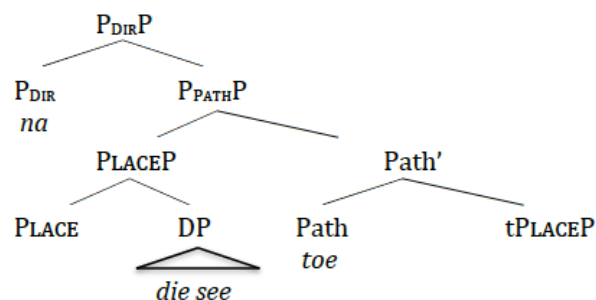 PDIRP
PDIR PPATHP
na
PLACEP Path'
PLACE DP Path tPLACEP
toe
die see